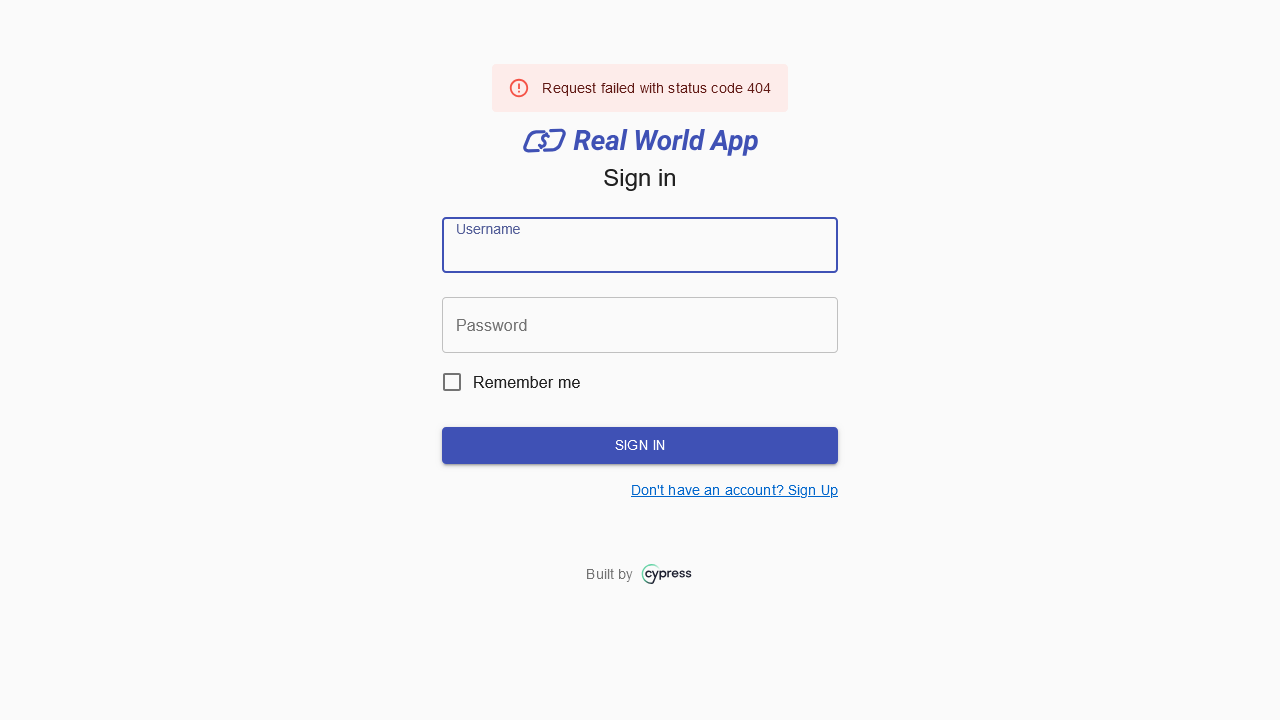 Request failed with status code 404
Real World App
Sign in
Username
Password
Remember me
SIGN IN
Don't have an account? Sign Up
Built by cypress